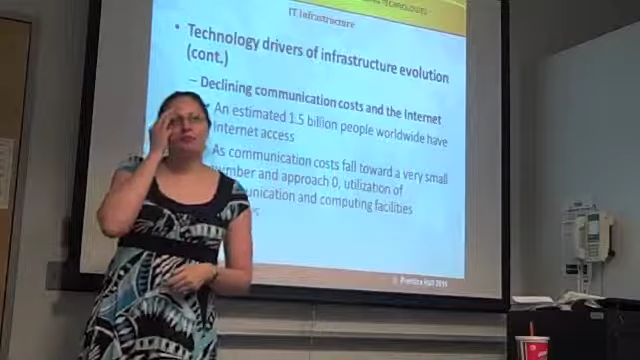 TECHNOLOGIES
IT Infrastructure
• Technology drivers of infrastructure evolution
(cont.)
– Declining communication costs and the Internet
An estimated 1.5 billion people worldwide have
Internet access
As communication costs fall toward a very small
number and approach 0, utilization of
and computing facilities
© Prentice Hall